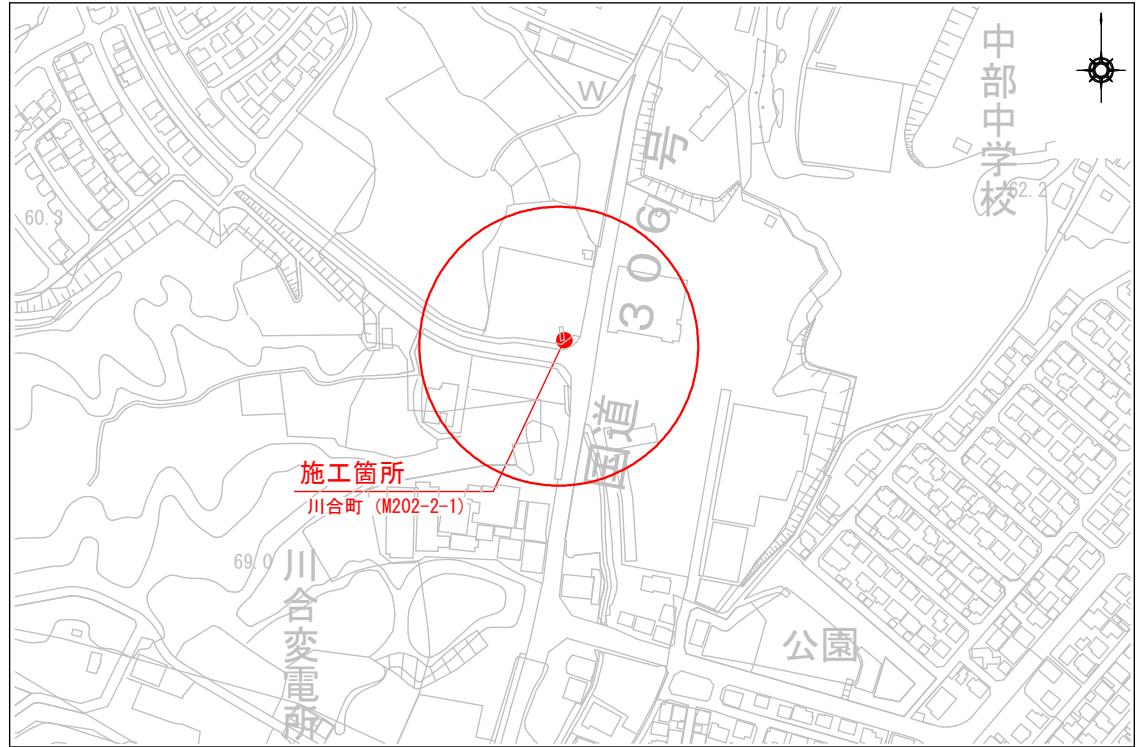 中部中学校
W
国道 306号
62.2
60.3
施工箇所
川合町 (M202-2-1)
69.0
川合変電所
公園